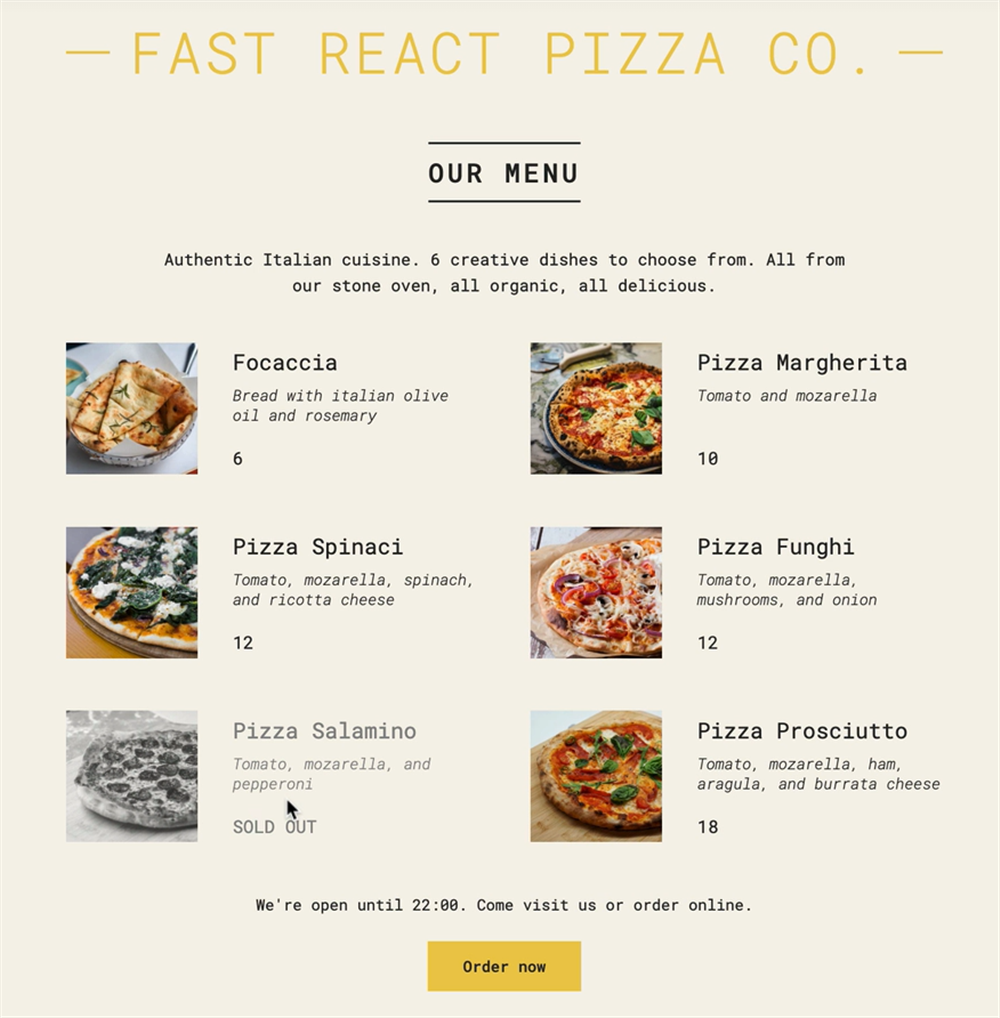 FAST REACT PIZZA CO.
OUR MENU
Authentic Italian cuisine. 6 creative dishes to choose from. All from
our stone oven, all organic, all delicious.
Focaccia
Bread with italian olive
oil and rosemary
6
Pizza Margherita
Tomato and mozarella
10
Pizza Spinaci
Tomato, mozarella, spinach,
and ricotta cheese
12
Pizza Funghi
Tomato, mozarella,
mushrooms, and onion
12
Pizza Salamino
Tomato, mozarella, and
pepperoni
SOLD OUT
Pizza Prosciutto
Tomato, mozarella, ham,
aragula, and burrata cheese
18
We're open until 22:00. Come visit us or order online.
Order now